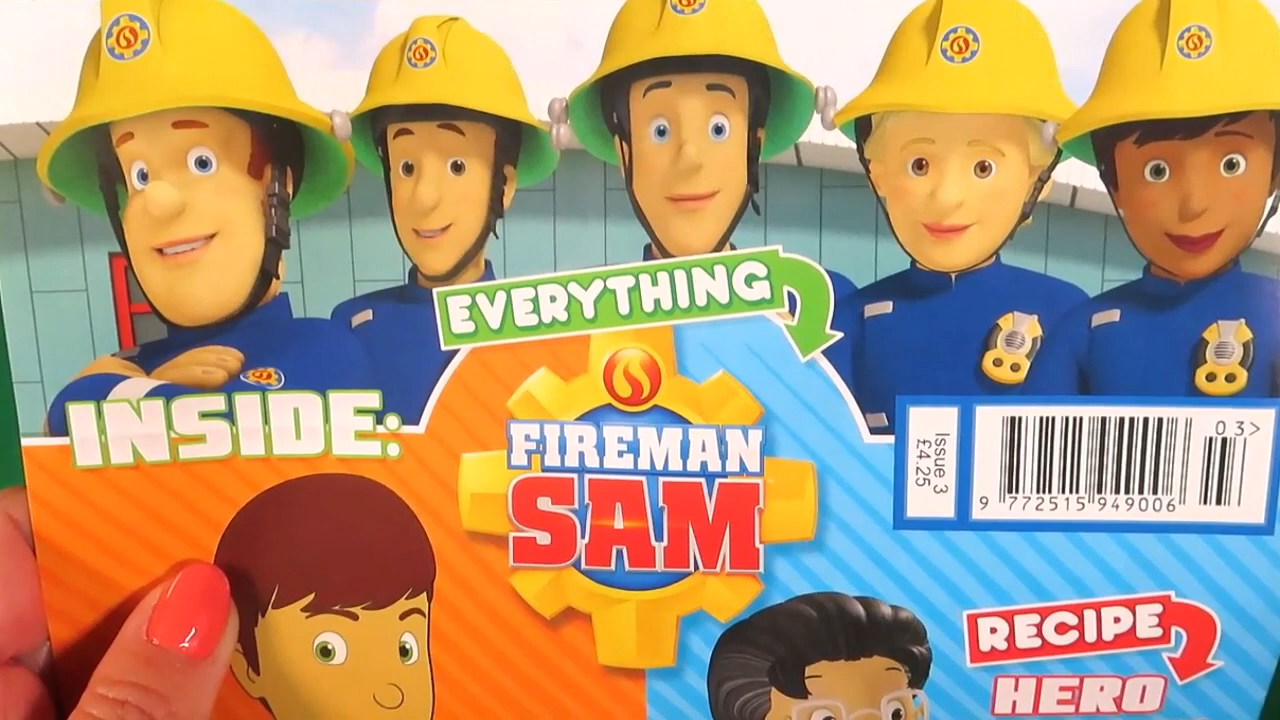 EVERYTHING
INSIDE:
FIREMAN
SAM
Issue 3
£4.25
03>
9 772515 949006
RECIPE
HERO